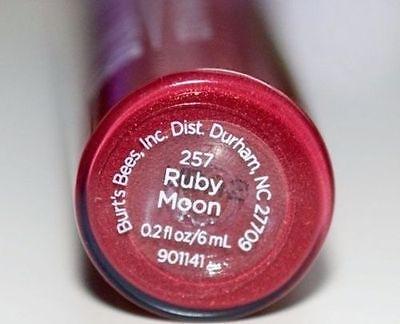 Burt's Bees, Inc. Dist. Durham, NC 27709
257
Ruby
Moon
0.2 fl oz/6 mL
901141